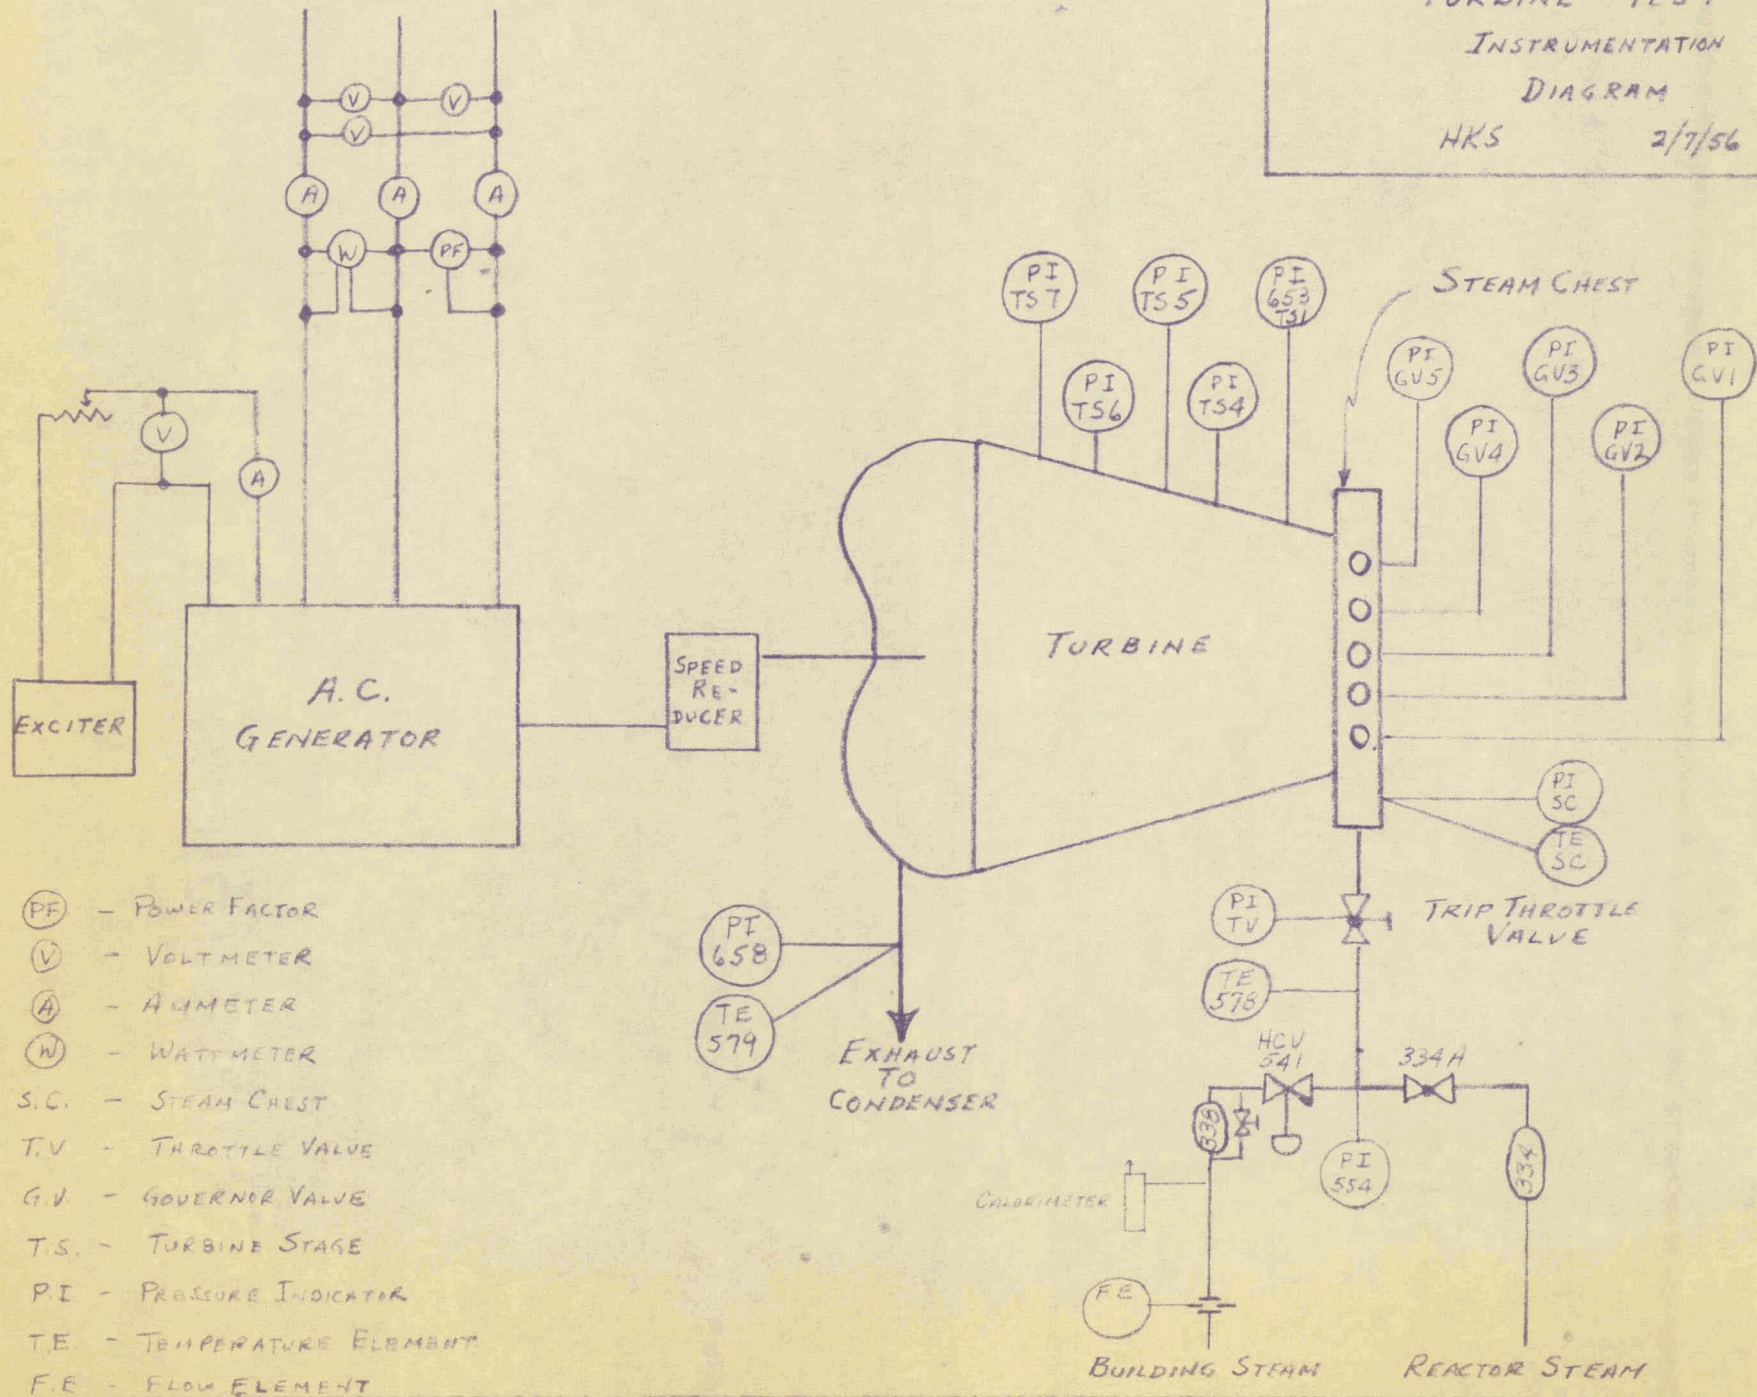 TURBINE TEST
INSTRUMENTATION
DIAGRAM
HKS 2/7/56
V
V
V
A
A
A
W
PF
V
A
EXCITER
A.C.
GENERATOR
SPEED
RE-
DUCER
TURBINE
PI
TS7
PI
TS6
PI
TS5
PI
TS4
PI
653
TS1
STEAM CHEST
PI
GV5
PI
GV4
PI
GV3
PI
GV2
PI
GV1
PI
SC
TE
SC
PI
TV
TRIP THROTTLE
VALVE
TE
578
HCV
541
334A
338
PI
554
334
CALORIMETER
F.E
BUILDING STEAM
REACTOR STEAM
PI
658
TE
579
EXHAUST
TO
CONDENSER
PF - POWER FACTOR
V - VOLTMETER
A - AMMETER
W - WATTMETER
S.C. - STEAM CHEST
T.V - THROTTLE VALVE
G.V. - GOVERNOR VALVE
T.S. - TURBINE STAGE
P.I - PRESSURE INDICATOR
T.E. - TEMPERATURE ELEMENT
F.E - FLOW ELEMENT